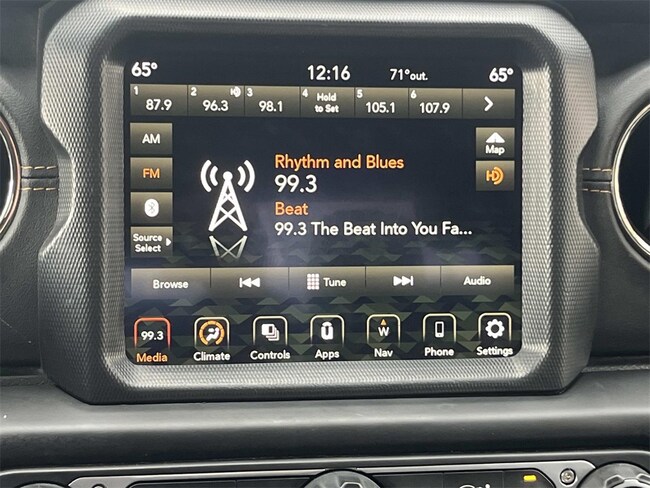 65° 12:16 71°out. 65°
1 87.9 2 96.3 HD 3 98.1 4 Hold to Set 5 105.1 6 107.9
AM
Map
Rhythm and Blues
FM
99.3
HD
Beat
99.3 The Beat Into You Fa...
Source
Select
Browse Tune Audio
99.3 W
Media Climate Controls Apps Nav Phone Settings